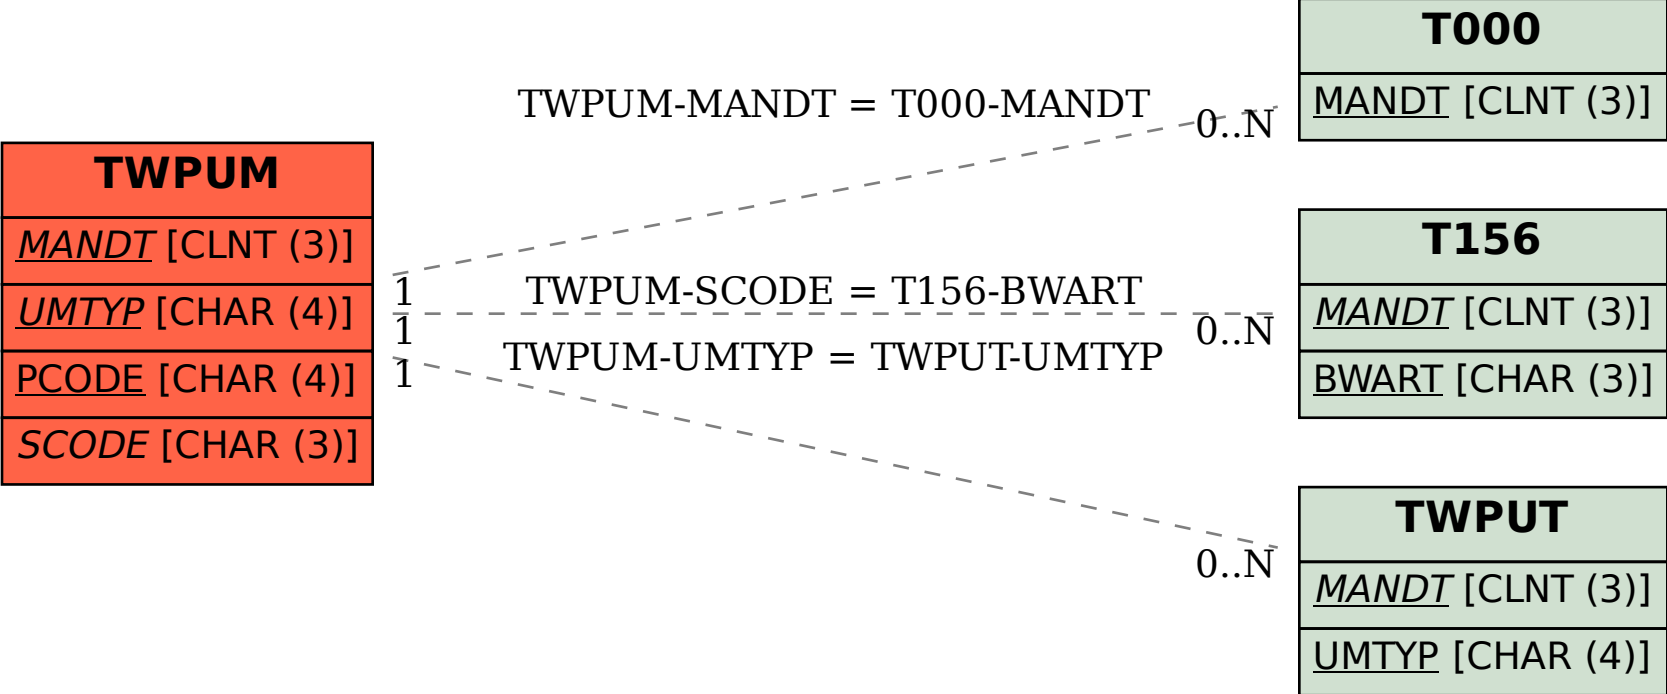 TWPUM
MANDT [CLNT (3)]
UMTYP [CHAR (4)]
PCODE [CHAR (4)]
SCODE [CHAR (3)]
TWPUM-MANDT = T000-MANDT
0..N
1
TWPUM-SCODE = T156-BWART
1
0..N
TWPUM-UMTYP = TWPUT-UMTYP
1
0..N
T000
MANDT [CLNT (3)]
T156
MANDT [CLNT (3)]
BWART [CHAR (3)]
TWPUT
MANDT [CLNT (3)]
UMTYP [CHAR (4)]